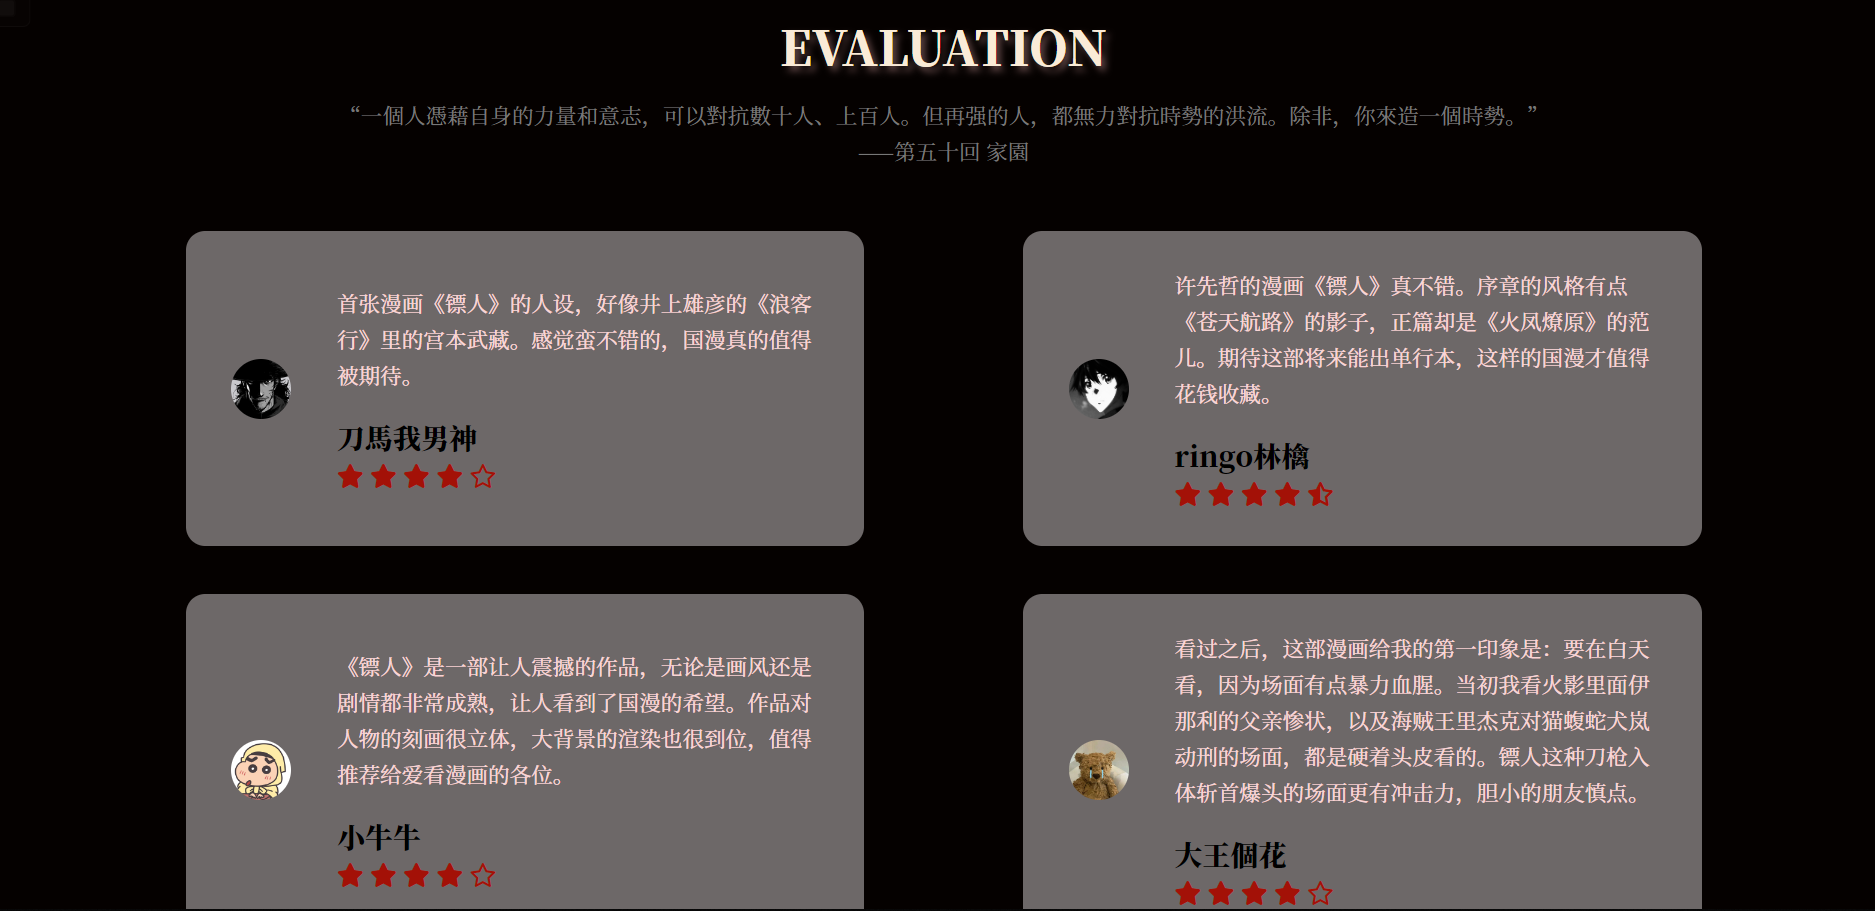 EVALUATION
“一個人憑藉自身的力量和意志，可以對抗數十人、上百人。但再强的人，都無力對抗時勢的洪流。除非，你來造一個時勢。”
——第五十回 家園
首张漫画《镖人》的人设，好像井上雄彦的《浪客
行》里的宫本武藏。感觉蛮不错的，国漫真的值得
被期待。
刀馬我男神
许先哲的漫画《镖人》真不错。序章的风格有点
《苍天航路》的影子，正篇却是《火凤燎原》的范
儿。期待这部将来能出单行本，这样的国漫才值得
花钱收藏。
ringo林檎
《镖人》是一部让人震撼的作品，无论是画风还是
剧情都非常成熟，让人看到了国漫的希望。作品对
人物的刻画很立体，大背景的渲染也很到位，值得
推荐给爱看漫画的各位。
小牛牛
看过之后，这部漫画给我的第一印象是：要在白天
看，因为场面有点暴力血腥。当初我看火影里面伊
那利的父亲惨状，以及海贼王里杰克对猫蝮蛇犬岚
动刑的场面，都是硬着头皮看的。镖人这种刀枪入
体斩首爆头的场面更有冲击力，胆小的朋友慎点。
大王個花